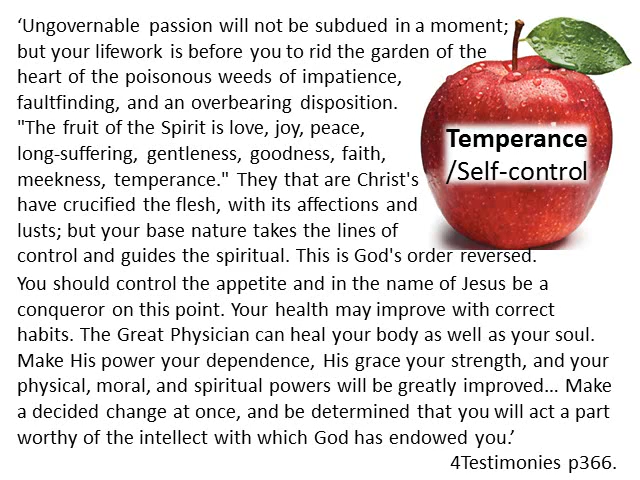 ‘Ungovernable passion will not be subdued in a moment;
but your lifework is before you to rid the garden of the
heart of the poisonous weeds of impatience,
faultfinding, and an overbearing disposition.
"The fruit of the Spirit is love, joy, peace,
long-suffering, gentleness, goodness, faith,
meekness, temperance." They that are Christ's
have crucified the flesh, with its affections and
lusts; but your base nature takes the lines of
control and guides the spiritual. This is God's order reversed.
Temperance
/Self-control
You should control the appetite and in the name of Jesus be a
conqueror on this point. Your health may improve with correct
habits. The Great Physician can heal your body as well as your soul.
Make His power your dependence, His grace your strength, and your
physical, moral, and spiritual powers will be greatly improved… Make
a decided change at once, and be determined that you will act a part
worthy of the intellect with which God has endowed you.’
4Testimonies p366.